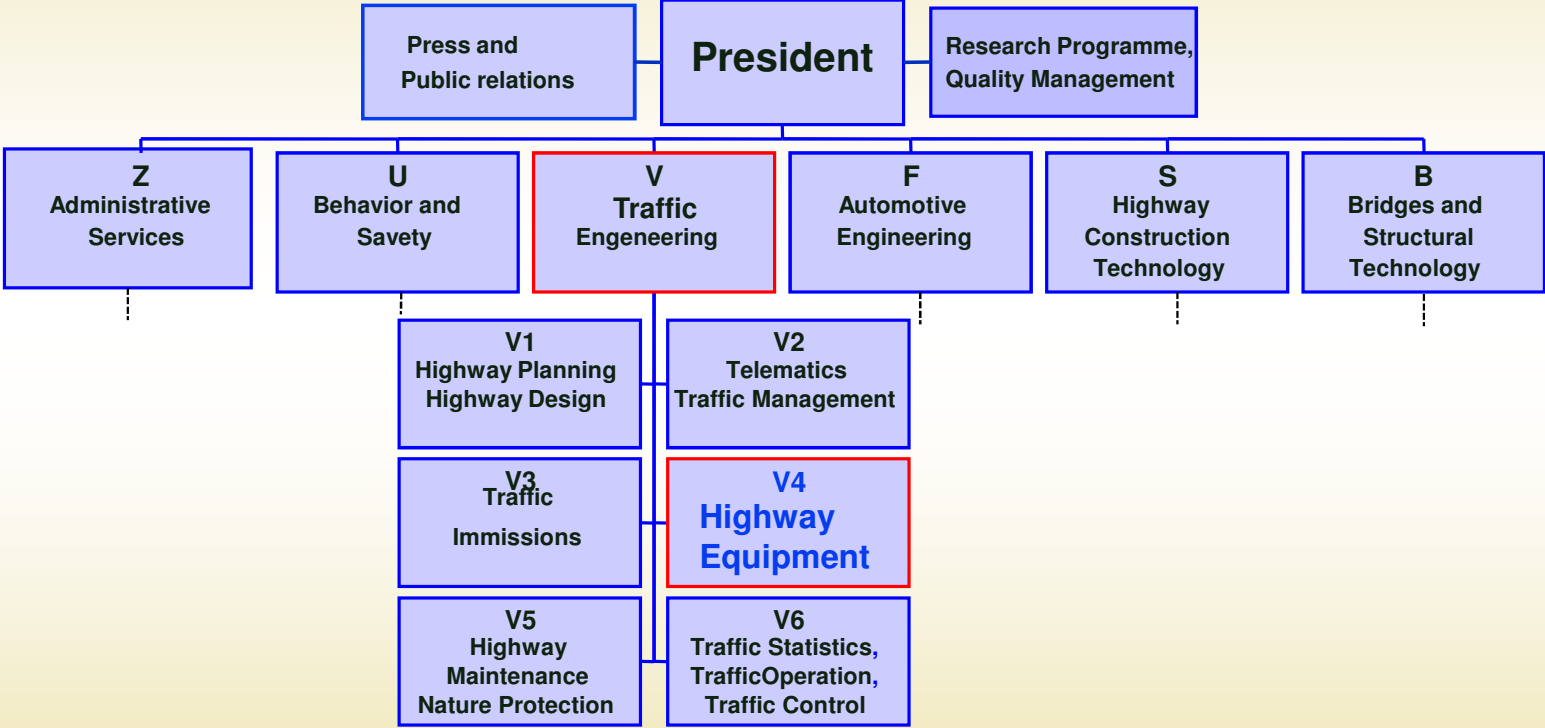 Press and
Public relations
President
Research Programme,
Quality Management
Z
Administrative
Services
U
Behavior and
Savety
V
Traffic
Engeneering
F
Automotive
Engineering
S
Highway
Construction
Technology
B
Bridges and
Structural
Technology
V1
Highway Planning
Highway Design
V2
Telematics
Traffic Management
V3
Traffic
Immissions
V4
Highway
Equipment
V5
Highway
Maintenance
Nature Protection
V6
Traffic Statistics,
TrafficOperation,
Traffic Control